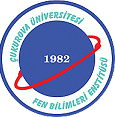 ÇUKUROVA ÜNİVERSİTESİ
1982
FEN BİLİMLERİ ENSTİTÜSÜ